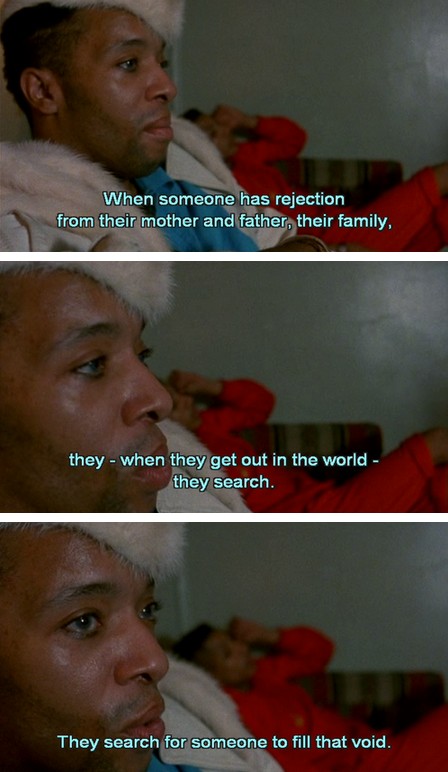 When someone has rejection
from their mother and father, their family,
they - when they get out in the world -
they search.
They search for someone to fill that void.